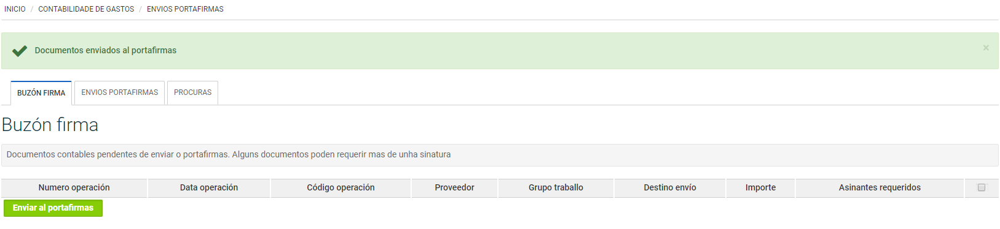 INICIO / CONTABILIDADE DE GASTOS / ENVIOS PORTAFIRMAS
Documentos enviados al portafirmas ×
BUZÓN FIRMA ENVIOS PORTAFIRMAS PROCURAS
Buzón firma
Documentos contables pendentes de enviar o portafirmas. Alguns documentos poden requerir mas de unha sinatura
Numero operación Data operación Código operación Proveedor Grupo traballo Destino envío Importe Asinantes requeridos
Enviar al portafirmas